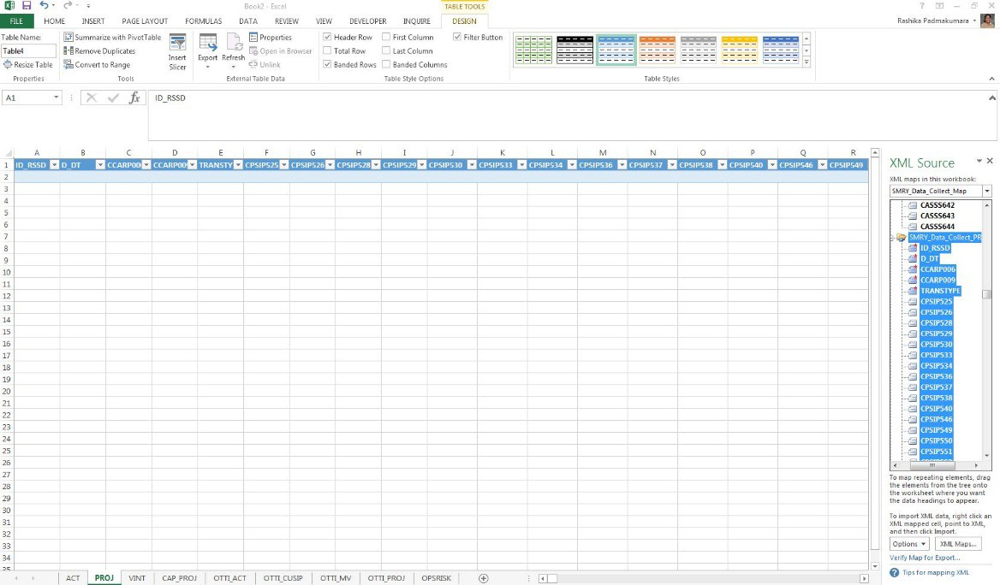 Book2 - Excel
TABLE TOOLS
FILE HOME INSERT PAGE LAYOUT FORMULAS DATA REVIEW VIEW DEVELOPER INQUIRE DESIGN Rashika Padmakumara
Table Name: Summarize with PivotTable Properties Header Row First Column Filter Button
Table4 Remove Duplicates Insert Slicer Export Refresh Open in Browser Total Row Last Column
Resize Table Convert to Range Unlink Banded Rows Banded Columns
Properties Tools External Table Data Table Style Options Table Styles
A1 fx ID_RSSD
A B C D E F G H I J K L M N O P Q R
1 ID_RSSD D_DT CCARP00 CCARP00 TRANSTY CPSIP525 CPSIP526 CPSIP528 CPSIP529 CPSIP530 CPSIP533 CPSIP534 CPSIP536 CPSIP537 CPSIP538 CPSIP540 CPSIP546 CPSIP549
2
3
4
5
6
7
8
9
10
11
12
13
14
15
16
17
18
19
20
21
22
23
24
25
26
27
28
29
30
31
32
33
34
35
XML Source
XML maps in this workbook:
SMRY_Data_Collect_Map
CASSS642
CASSS643
CASSS644
SMRY_Data_Collect_PR
ID_RSSD
D_DT
CCARP006
CCARP009
TRANSTYPE
CPSIP525
CPSIP526
CPSIP528
CPSIP529
CPSIP530
CPSIP533
CPSIP534
CPSIP536
CPSIP537
CPSIP538
CPSIP540
CPSIP546
CPSIP549
CPSIP550
CPSIP551
To map repeating elements, drag
the elements from the tree onto
the worksheet where you want
the data headings to appear.
To import XML data, right click an
XML mapped cell, point to XML,
and then click Import.
Options XML Maps...
Verify Map for Export...
Tips for mapping XML
ACT PROJ VINT CAP_PROJ OTTI_ACT OTTI_CUSIP OTTI_MV OTTI_PROJ OPSRISK